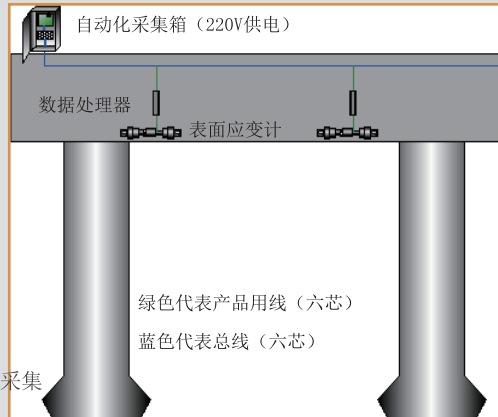 自动化采集箱（220V供电）
数据处理器
表面应变计
绿色代表产品用线（六芯）
蓝色代表总线（六芯）
采集